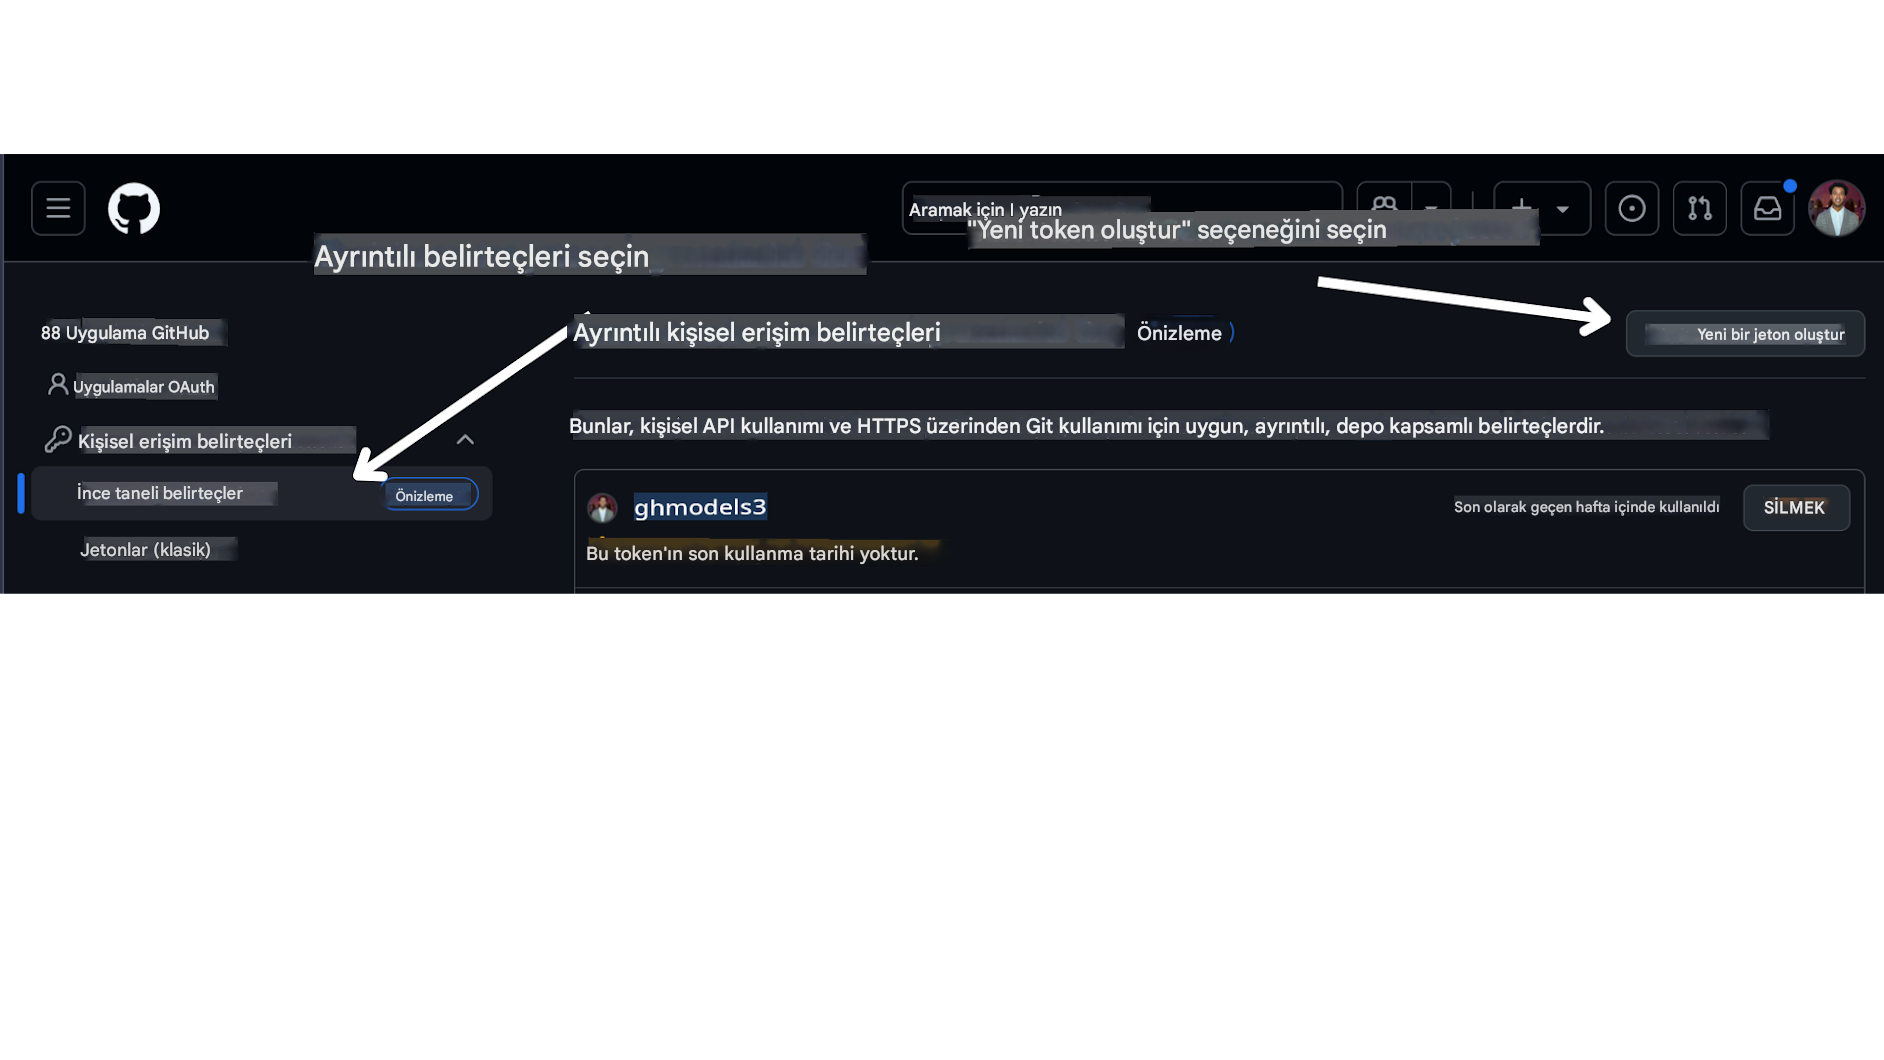 Aramak için | yazın
"Yeni token oluştur" seçeneğini seçin
Ayrıntılı belirteçleri seçin
88 Uygulama GitHub
Uygulamalar OAuth
Kişisel erişim belirteçleri
İnce taneli belirteçler
Önizleme
Jetonlar (klasik)
Ayrıntılı kişisel erişim belirteçleri
Önizleme
Yeni bir jeton oluştur
Bunlar, kişisel API kullanımı ve HTTPS üzerinden Git kullanımı için uygun, ayrıntılı, depo kapsamlı belirteçlerdir.
ghmodels3
Son olarak geçen hafta içinde kullanıldı
SİLMEK
Bu token'ın son kullanma tarihi yoktur.